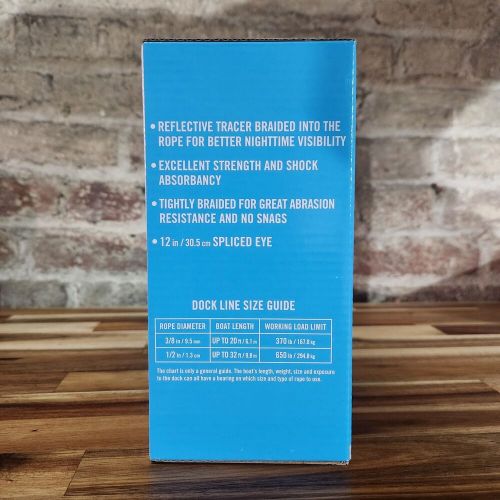 • REFLECTIVE TRACER BRAIDED INTO THE
ROPE FOR BETTER NIGHTTIME VISIBILITY
• EXCELLENT STRENGTH AND SHOCK
ABSORBANCY
• TIGHTLY BRAIDED FOR GREAT ABRASION
RESISTANCE AND NO SNAGS
• 12 in / 30.5 cm SPLICED EYE
DOCK LINE SIZE GUIDE
ROPE DIAMETER BOAT LENGTH WORKING LOAD LIMIT
3/8 in / 9.5 mm UP TO 20 ft / 6.1 m 370 lb / 167.8 kg
1/2 in / 1.3 cm UP TO 32 ft / 9.8 m 650 lb / 294.8 kg
The chart is only a general guide. The boat's length, weight, size and exposure
to the dock can all have a bearing on which size and type of rope to use.